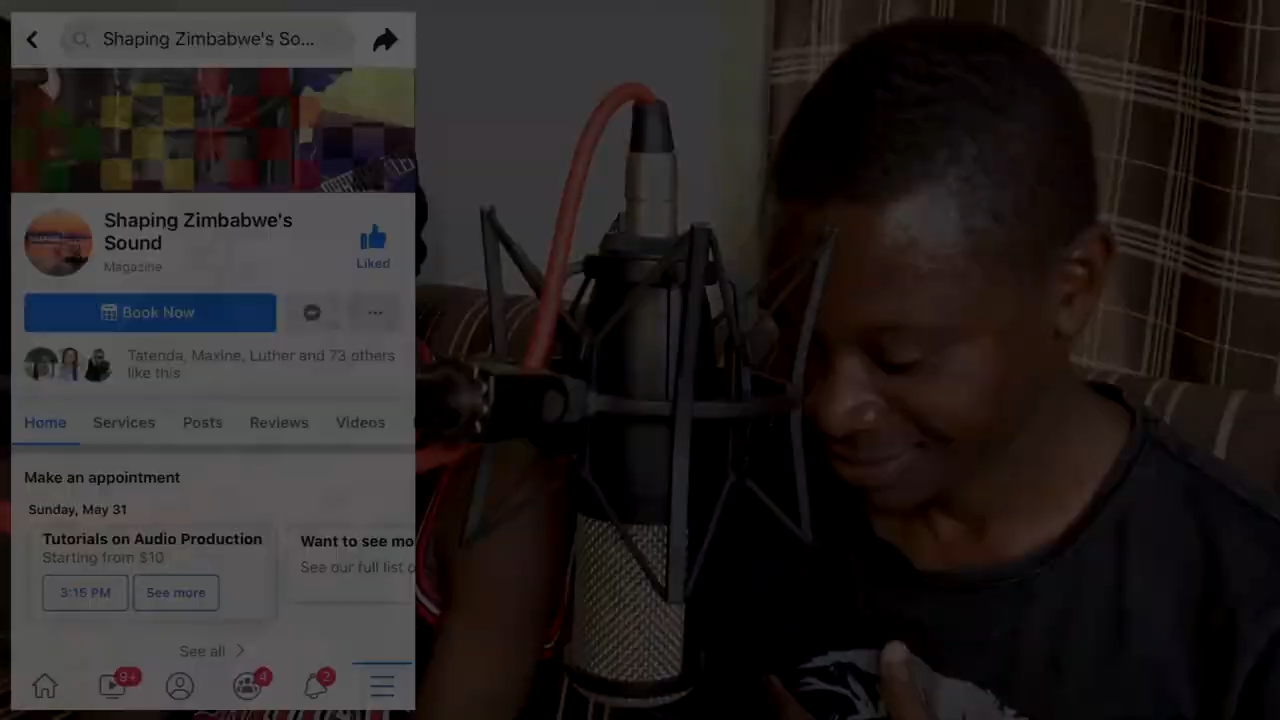 Shaping Zimbabwe's So...
Shaping Zimbabwe's
Sound
Magazine
Liked
Book Now
Tatenda, Maxine, Luther and 73 others
like this
Home Services Posts Reviews Videos
Make an appointment
Sunday, May 31
Tutorials on Audio Production
Starting from $10
3:15 PM See more
Want to see mo
See our full list o
See all
9+ 4 2